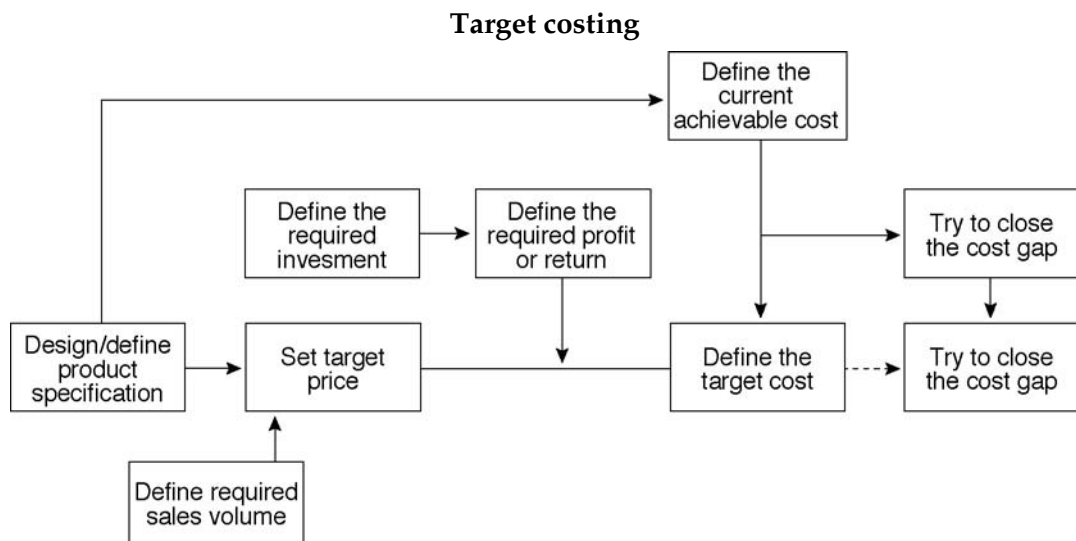 Target costing
Define the
current
achievable cost
Define the
required
invesment
Define the
required profit
or return
Try to close
the cost gap
Design/define
product
specification
Set target
price
Define the
target cost
Try to close
the cost gap
Define required
sales volume